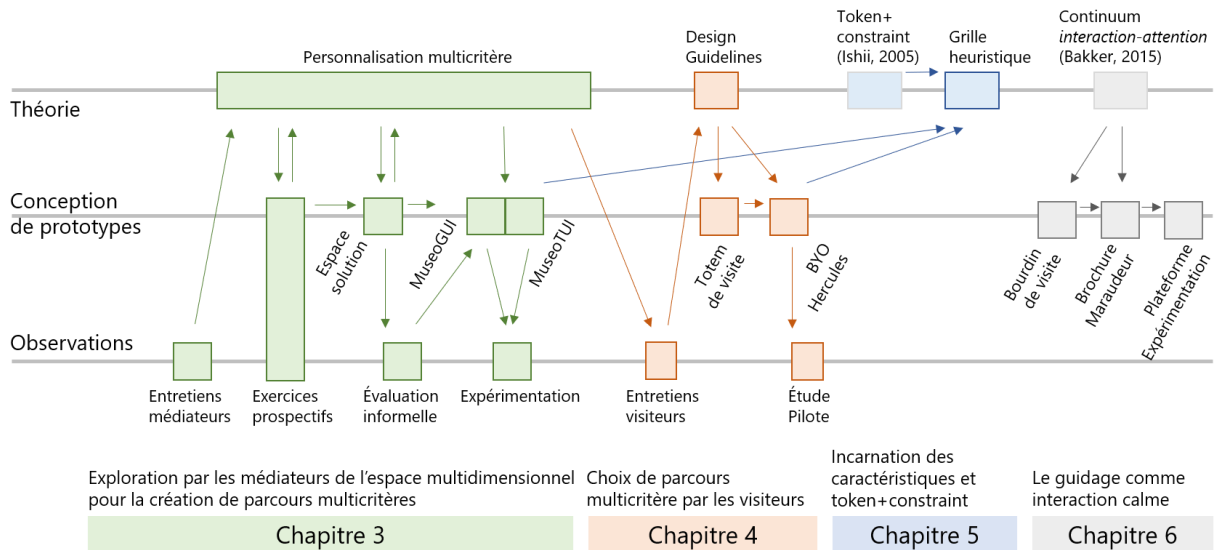 Personnalisation multicritère
Design
Guidelines
Token+
constraint
(Ishii, 2005)
Grille
heuristique
Continuum
interaction-attention
(Bakker, 2015)
Théorie
Conception
de prototypes
Espace
solution
MuseoGUI
MuseoTUI
Totem
de visite
BYO
Hercules
Bourdin
de visite
Brochure
Maraudeur
Plateforme
Expérimentation
Observations
Entretiens
médiateurs
Exercices
prospectifs
Évaluation
informelle
Expérimentation
Entretiens
visiteurs
Étude
Pilote
Exploration par les médiateurs de l'espace multidimensionnel
pour la création de parcours multicritères
Chapitre 3
Choix de parcours
multicritère par les visiteurs
Chapitre 4
Incarnation des
caractéristiques et
token+constraint
Chapitre 5
Le guidage comme
interaction calme
Chapitre 6